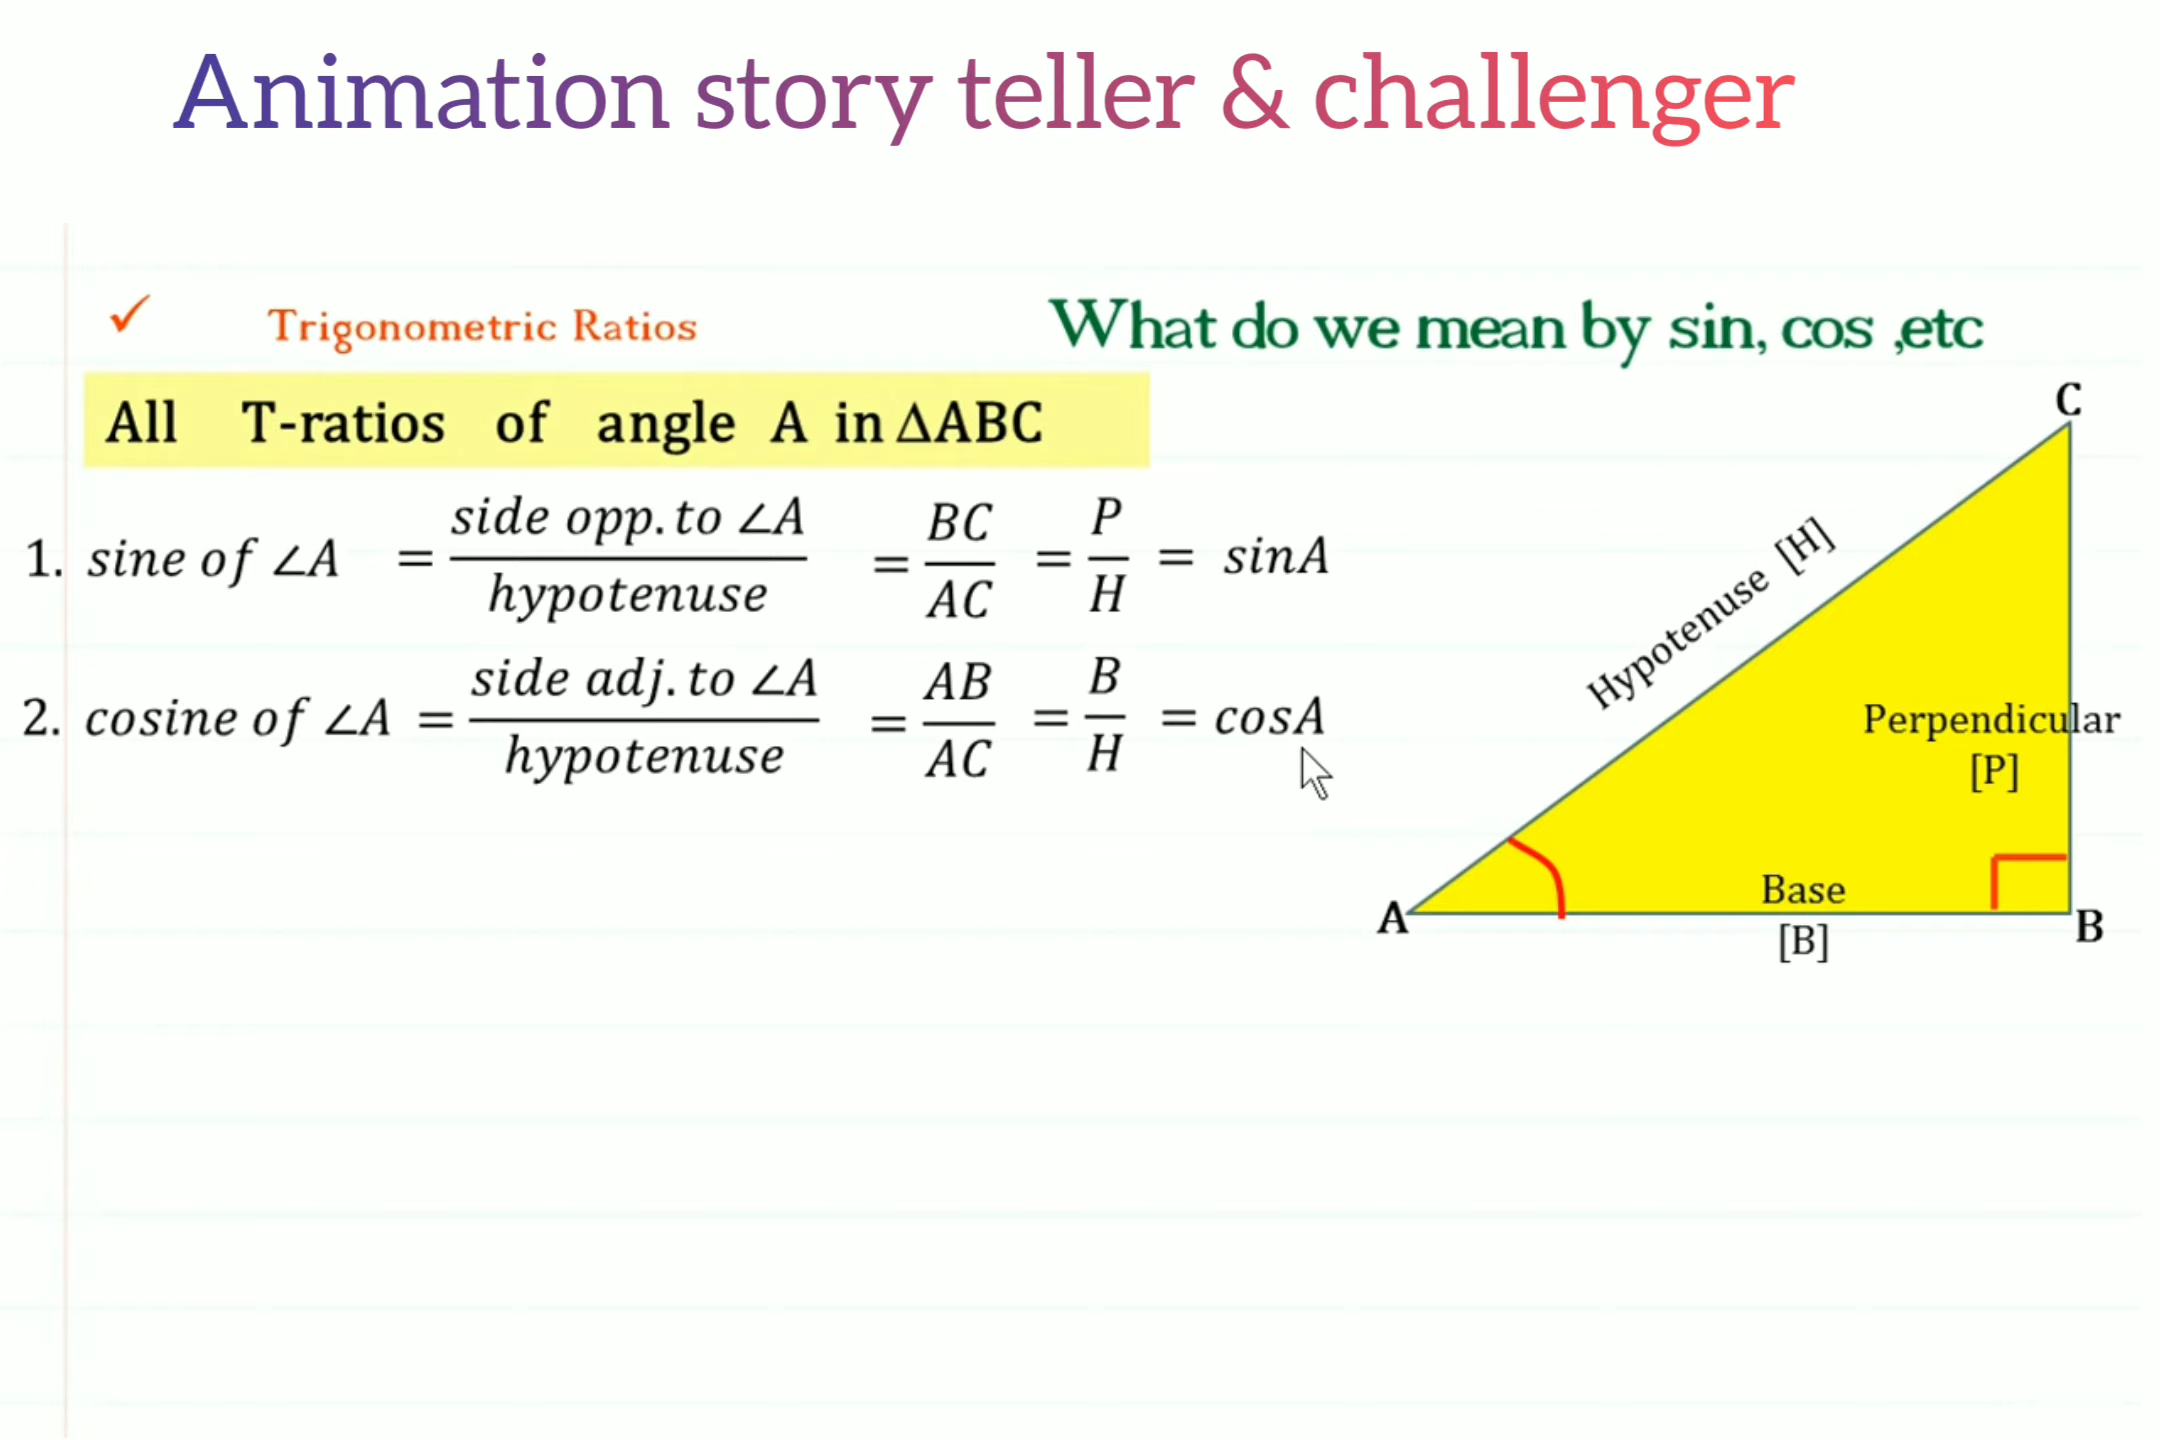 Animation story teller & challenger
✓ Trigonometric Ratios
What do we mean by sin, cos ,etc
All T-ratios of angle A in ΔABC
1. sine of ∠A = side opp. to ∠A / hypotenuse = BC / AC = P / H = sinA
2. cosine of ∠A = side adj. to ∠A / hypotenuse = AB / AC = B / H = cosA
C
Hypotenuse [H]
Perpendicular
[P]
A
Base
[B]
B